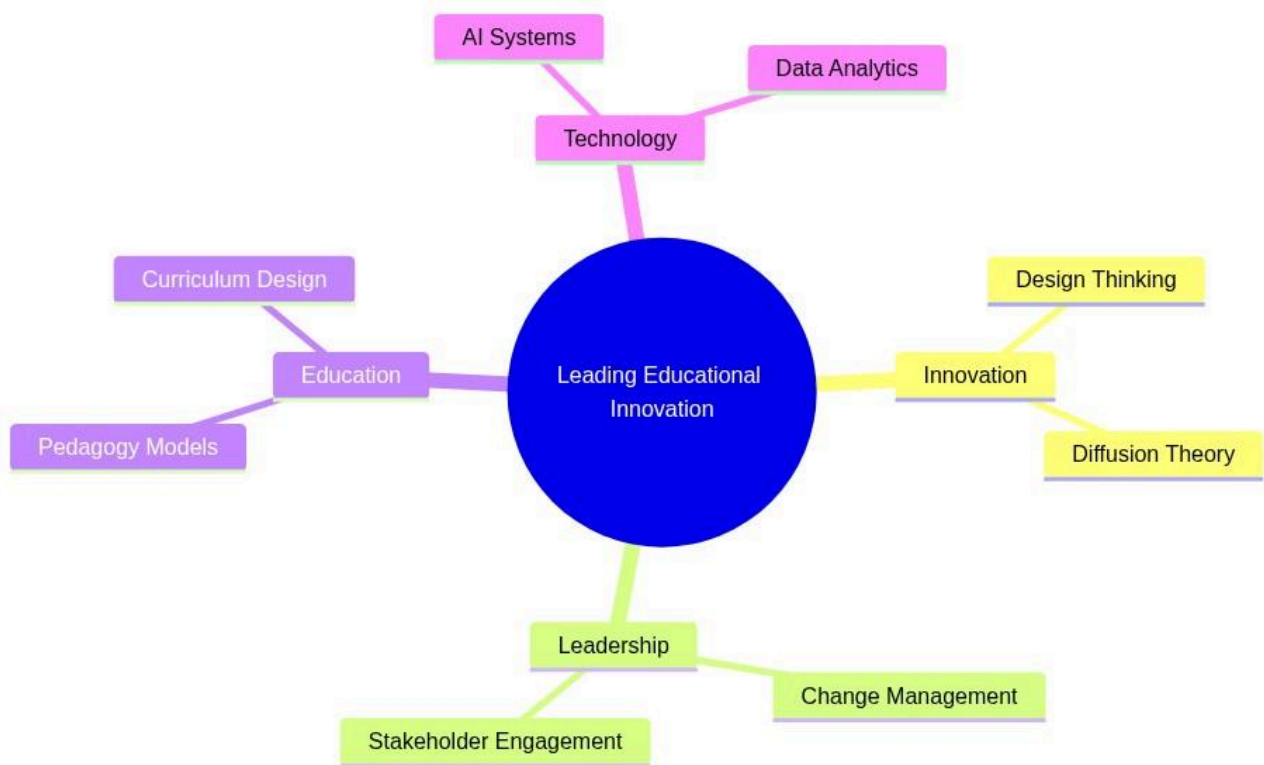 AI Systems
Data Analytics
Technology
Curriculum Design
Design Thinking
Education
Leading Educational
Innovation
Innovation
Pedagogy Models
Diffusion Theory
Leadership
Change Management
Stakeholder Engagement